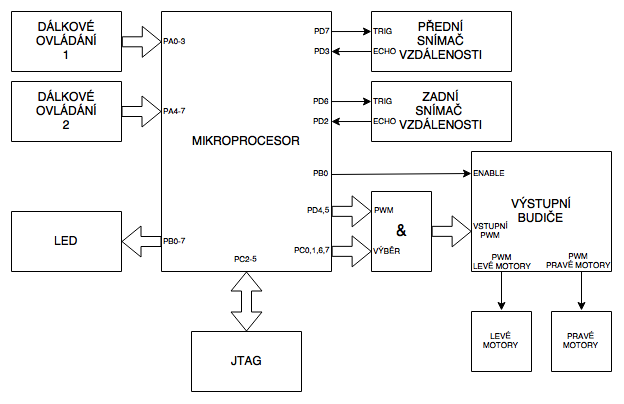 DÁLKOVÉ
OVLÁDÁNÍ
1
PA0-3
DÁLKOVÉ
OVLÁDÁNÍ
2
PA4-7
MIKROPROCESOR
PD7
TRIG
PD3
ECHO
PŘEDNÍ
SNÍMAČ
VZDÁLENOSTI
PD6
TRIG
PD2
ECHO
ZADNÍ
SNÍMAČ
VZDÁLENOSTI
PB0
ENABLE
VÝSTUPNÍ
BUDIČE
PD4,5
PWM
&
PC0,1,6,7
VÝBĚR
VSTUPNÍ
PWM
PWM
LEVÉ MOTORY
PWM
PRAVÉ MOTORY
LED
PB0-7
PC2-5
JTAG
LEVÉ
MOTORY
PRAVÉ
MOTORY